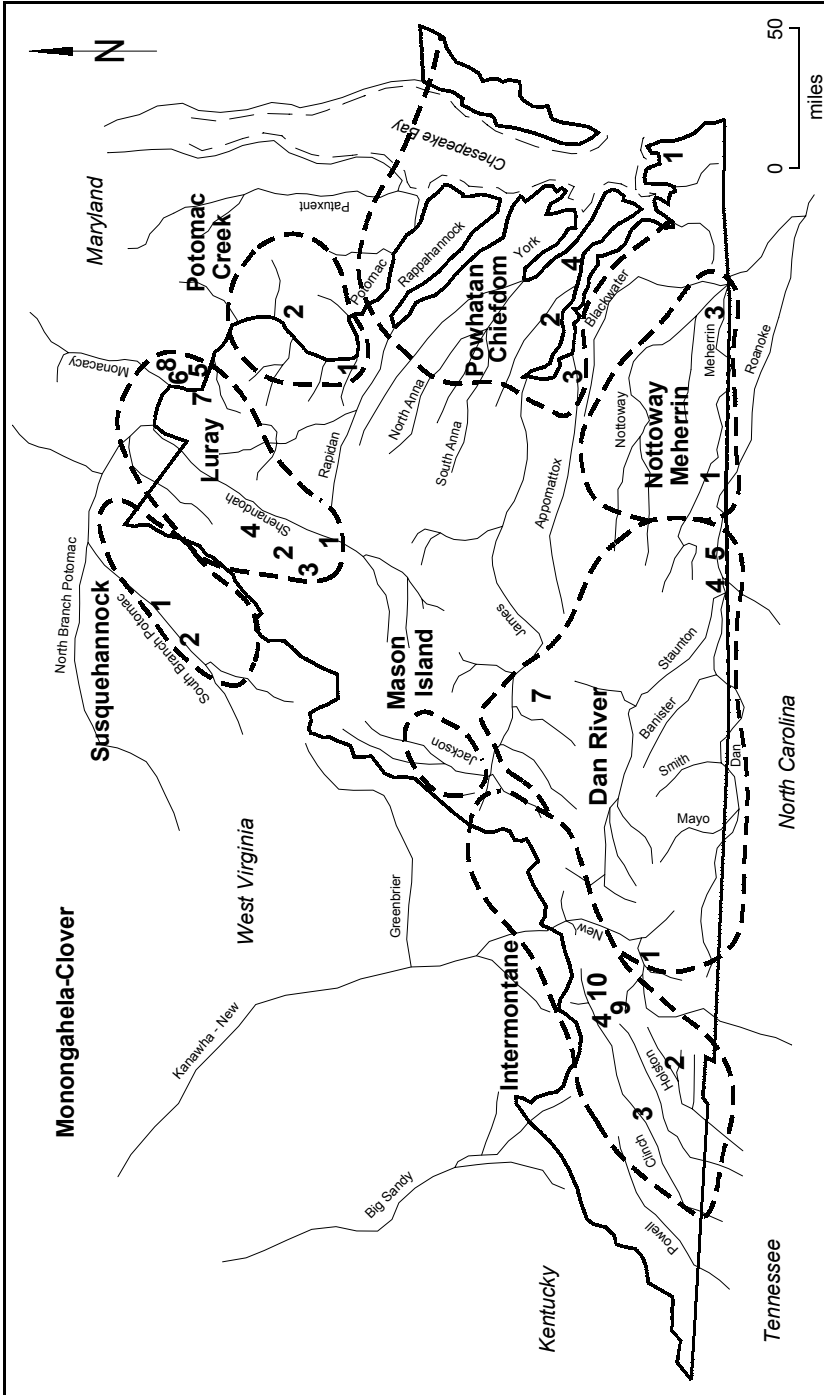 N
50
0
miles
Maryland
Chesapeake Bay
Patuxent
Potomac
Creek
Potomac
Rappahannock
York
Powhatan
Chiefdom
Blackwater
1
2
1
2
3
4
Monacacy
8
6
5
7
Luray
Shenandoah
4
2
3
1
Rapidan
North Anna
South Anna
Appomattox
Nottoway
Nottoway
Meherrin
Meherrin
1
3
Roanoke
Susquehannock
North Branch Potomac
South Branch Potomac
1
2
Mason
Island
Jackson
James
7
Dan River
Staunton
Banister
Smith
Mayo
Dan
4
5
1
North Carolina
Monongahela-Clover
West Virginia
Greenbrier
Kanawha - New
Intermontane
New
10
9
4
Holston
2
3
Clinch
Powell
Big Sandy
Kentucky
Tennessee